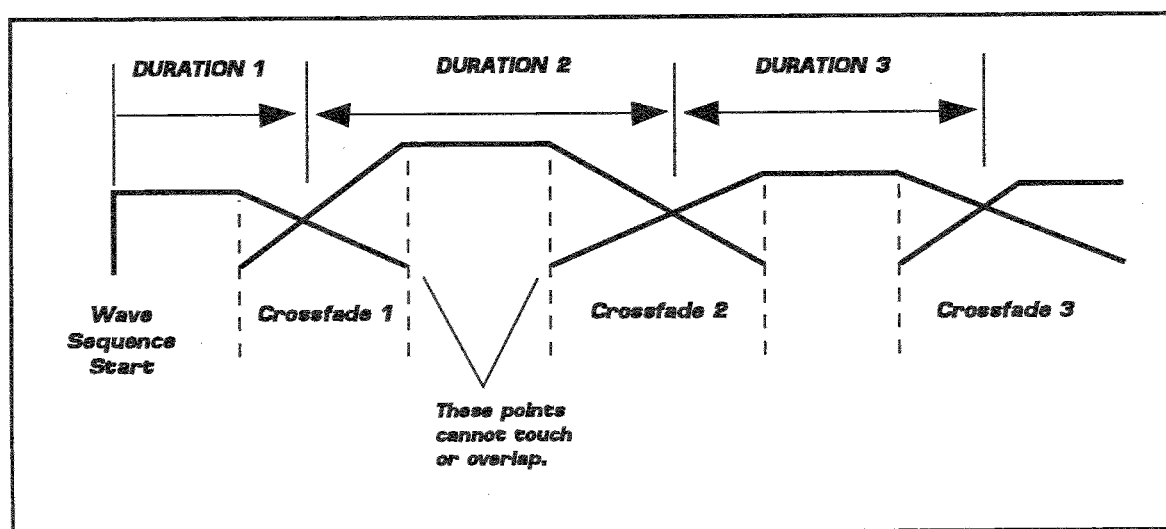 DURATION 1
DURATION 2
DURATION 3
Wave
Sequence
Start
Crossfade 1
Crossfade 2
Crossfade 3
These points
cannot touch
or overlap.